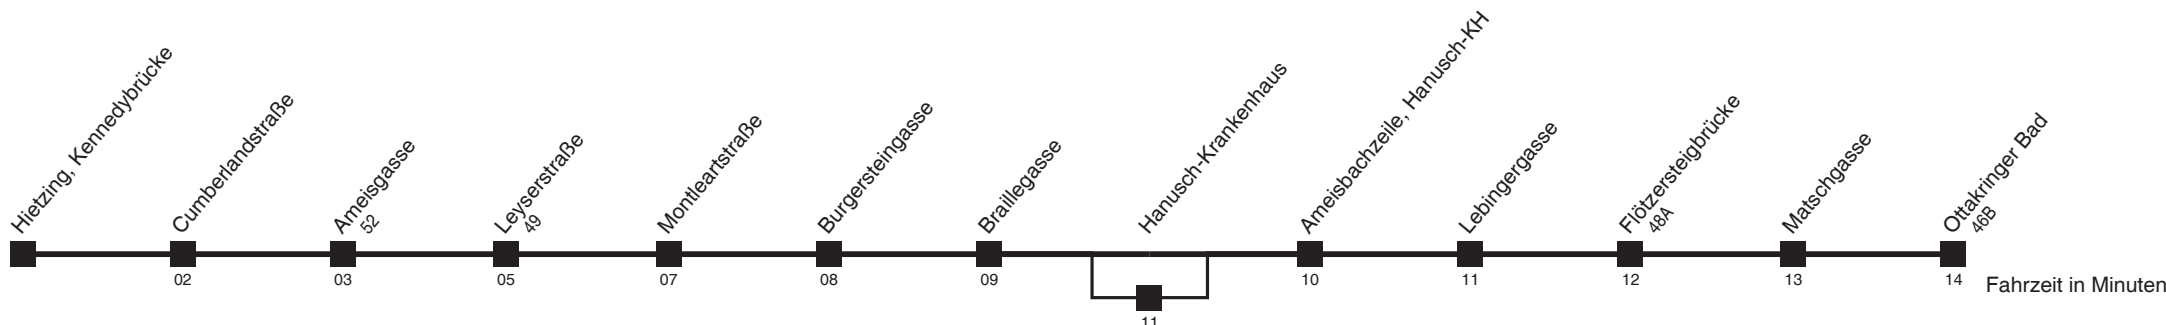 Hietzing, Kennedybrücke
Cumberlandstraße
Ameisgasse
52
Leyserstraße
49
Montleartstraße
Burgersteingasse
Braillegasse
Hanusch-Krankenhaus
Ameisbachzeile, Hanusch-KH
Lebingergasse
Flötzersteigbrücke
48A
Matschgasse
Ottakringer Bad
46B
02 03 05 07 08 09 10 11 12 13 14 Fahrzeit in Minuten
11